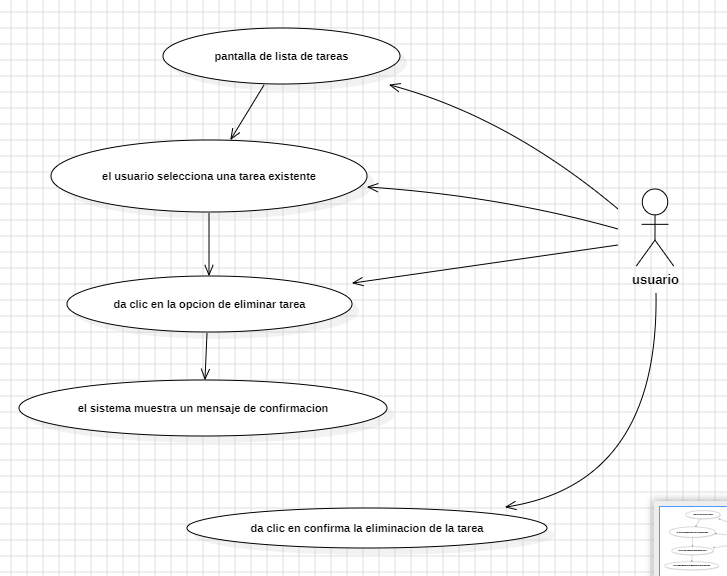 pantalla de lista de tareas
el usuario selecciona una tarea existente
usuario
da clic en la opcion de eliminar tarea
el sistema muestra un mensaje de confirmacion
da clic en confirma la eliminacion de la tarea